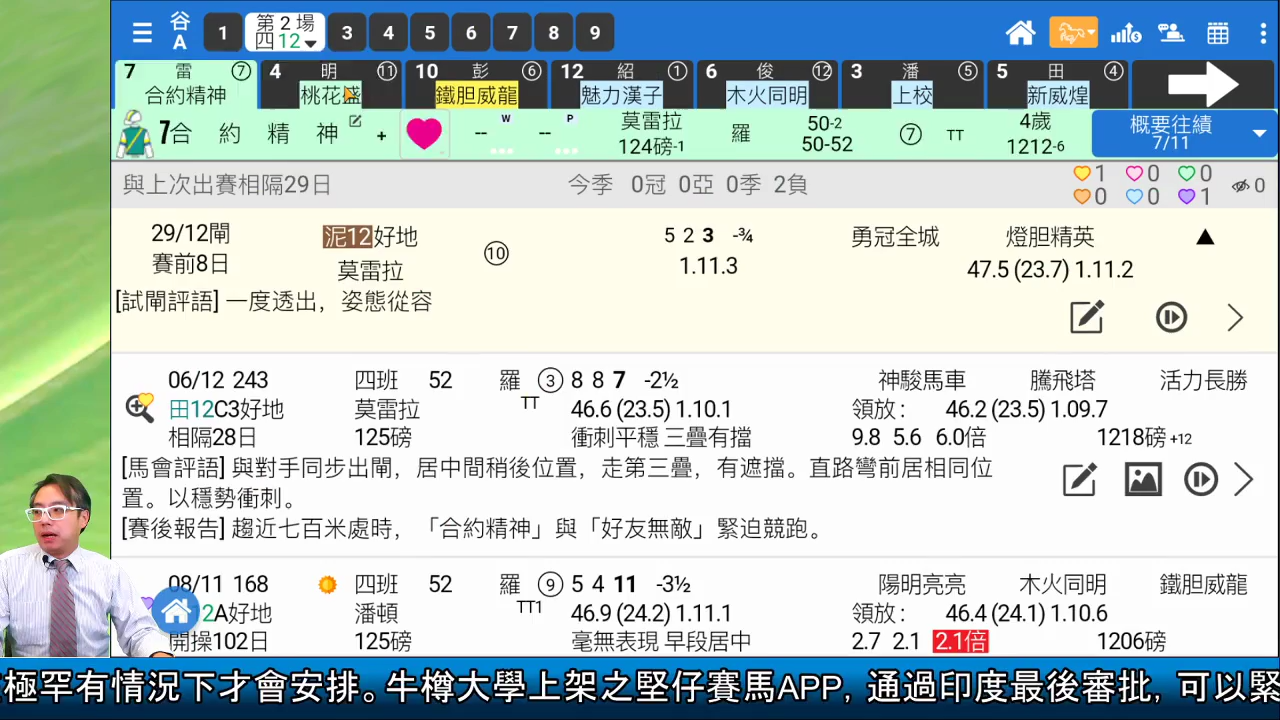 谷 A 1 第2場 四12 3 4 5 6 7 8 9
7 雷 ⑦ 4 明 ⑪ 10 彭 ⑥ 12 紹 ① 6 俊 ⑫ 3 潘 ⑤ 5 田 ④
合約精神 桃花盛 鐵胆威龍 魅力漢子 木火同明 上校 新威煌
7合約精神 + -- W -- P 莫雷拉 羅 50-2 ⑦ TT 4歲 概要往績
124磅-1 50-52 1212-6 7/11
與上次出賽相隔29日 今季 0冠 0亞 0季 2負 1 0 0
0 0 1 0
29/12閘 泥12好地 ⑩ 5 2 3 -¾ 勇冠全城 燈胆精英 ▲
賽前8日 莫雷拉 1.11.3 47.5 (23.7) 1.11.2
[試閘評語] 一度透出，姿態從容
06/12 243 四班 52 羅 ③ 8 8 7 -2½ 神駿馬車 騰飛塔 活力長勝
田12C3好地 莫雷拉 TT 46.6 (23.5) 1.10.1 領放： 46.2 (23.5) 1.09.7
相隔28日 125磅 衝刺平穩 三疊有擋 9.8 5.6 6.0倍 1218磅+12
[馬會評語] 與對手同步出閘，居中間稍後位置，走第三疊，有遮擋。直路彎前居相同位
置。以穩勢衝刺。
[賽後報告] 趨近七百米處時，「合約精神」與「好友無敵」緊迫競跑。
08/11 168 四班 52 羅 ⑨ 5 4 11 -3½ 陽明亮亮 木火同明 鐵胆威龍
2A好地 潘頓 TT1 46.9 (24.2) 1.11.1 領放： 46.4 (24.1) 1.10.6
開操102日 125磅 毫無表現 早段居中 2.7 2.1 2.1倍 1206磅
極罕有情況下才會安排。牛樽大學上架之堅仔賽馬APP，通過印度最後審批，可以緊